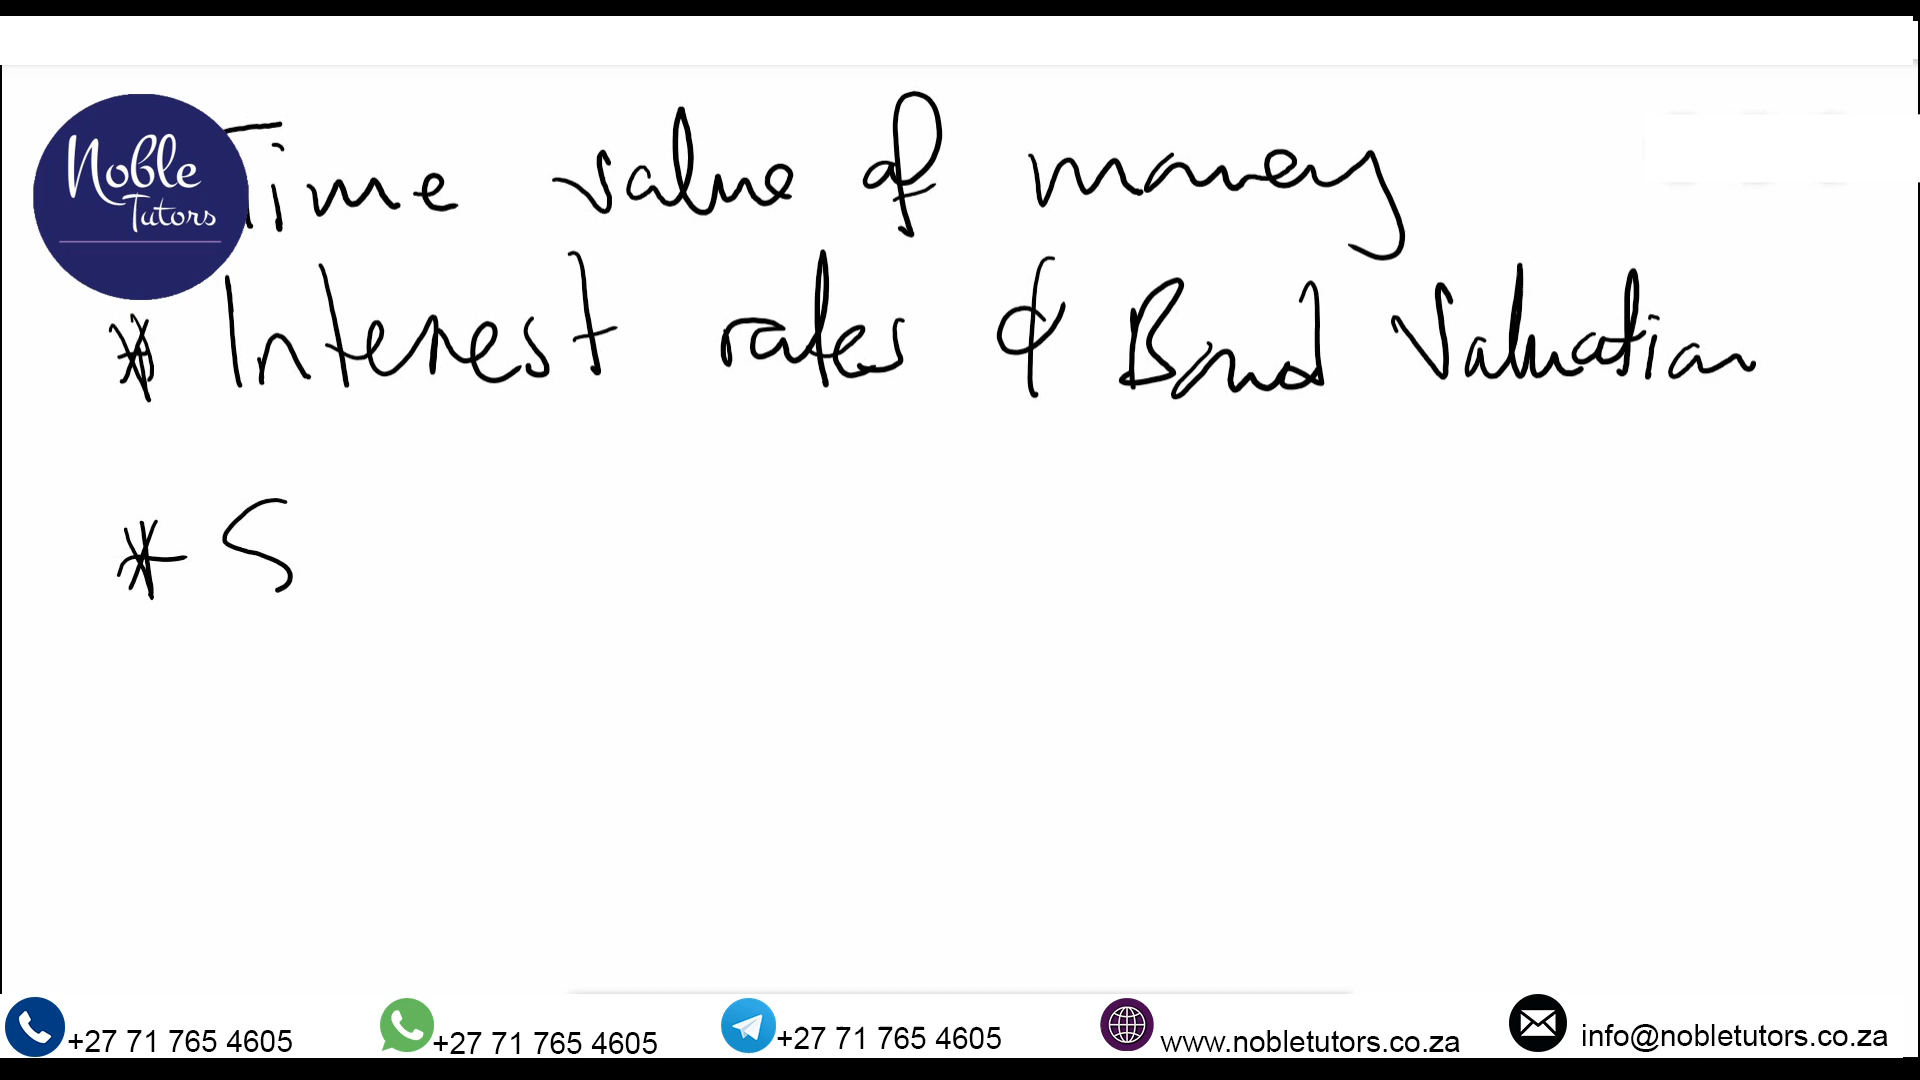 Noble
Tutors
Time value of money
* Interest rates & Bond Valuation
* S
+27 71 765 4605
+27 71 765 4605
+27 71 765 4605
www.nobletutors.co.za
info@nobletutors.co.za